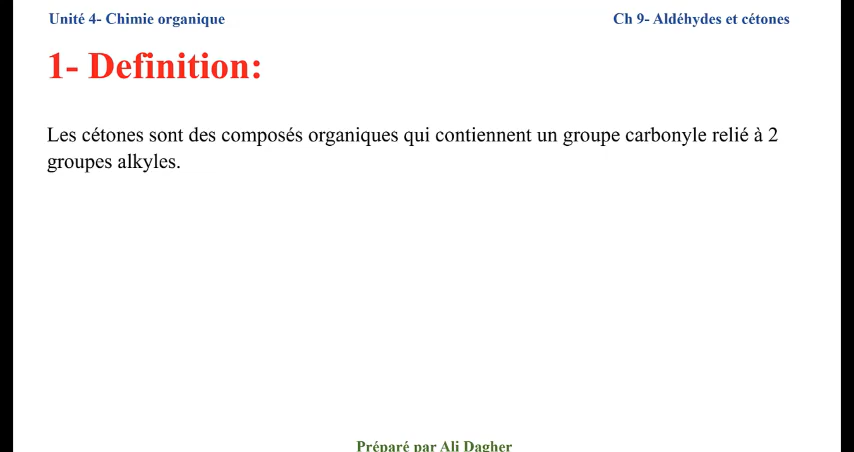 Unité 4- Chimie organique
Ch 9- Aldéhydes et cétones
1- Definition:
Les cétones sont des composés organiques qui contiennent un groupe carbonyle relié à 2
groupes alkyles.
Préparé par Ali Dagher